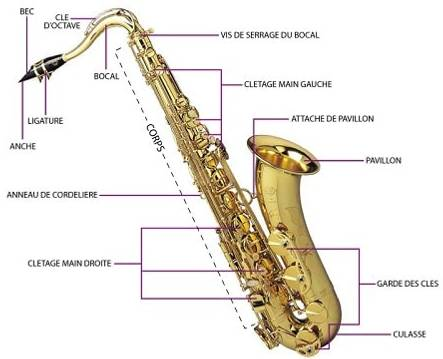 BEC
CLE
D'OCTAVE
VIS DE SERRAGE DU BOCAL
BOCAL
CLETAGE MAIN GAUCHE
LIGATURE
ATTACHE DE PAVILLON
ANCHE
CORPS
PAVILLON
ANNEAU DE CORDELIERE
CLETAGE MAIN DROITE
GARDE DES CLES
CULASSE